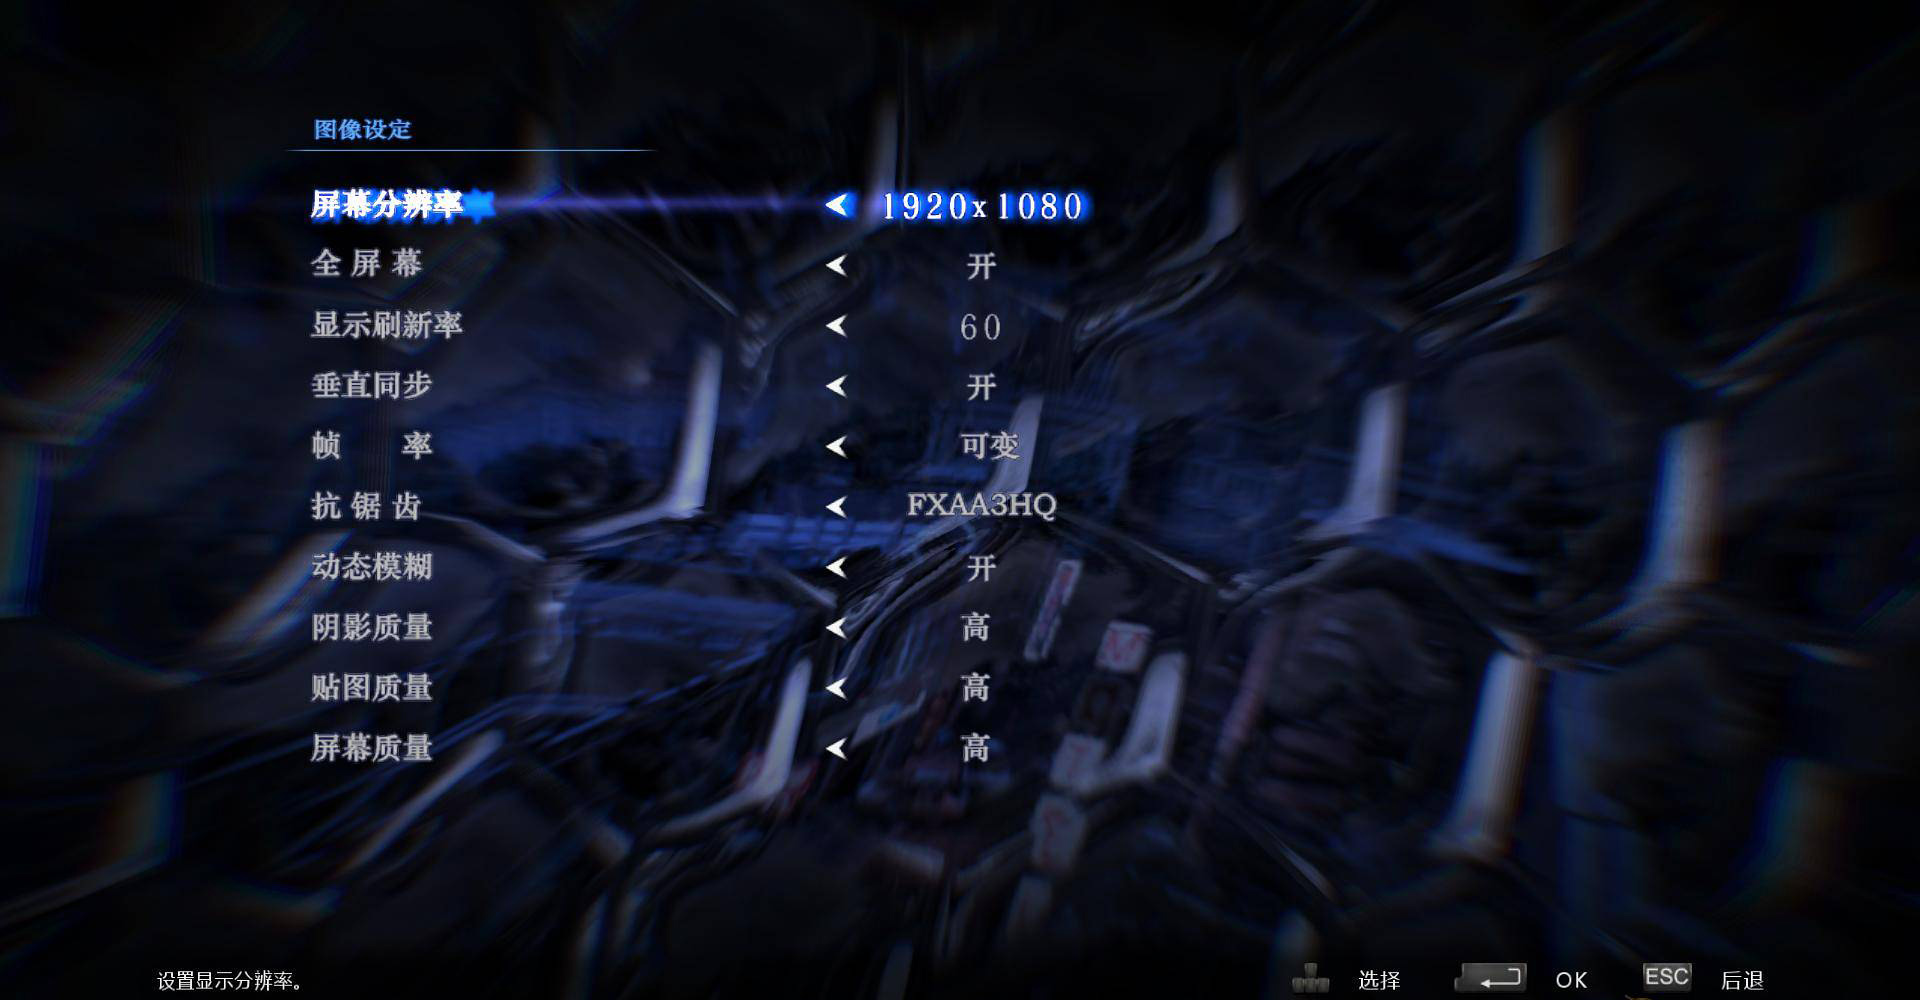 图像设定
屏幕分辨率 1920x1080
全屏幕 开
显示刷新率 60
垂直同步 开
帧率 可变
抗锯齿 FXAA3HQ
动态模糊 开
阴影质量 高
贴图质量 高
屏幕质量 高
设置显示分辨率。 选择 OK ESC 后退